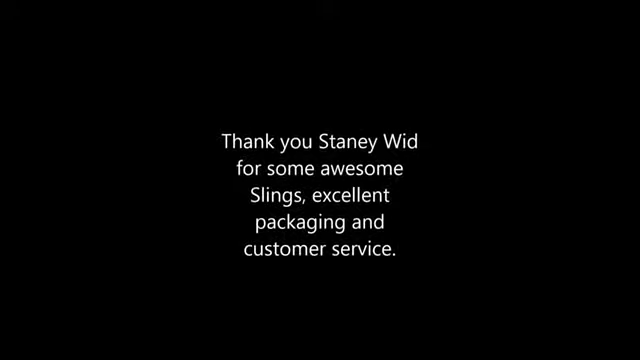 Thank you Staney Wid
for some awesome
Slings, excellent
packaging and
customer service.